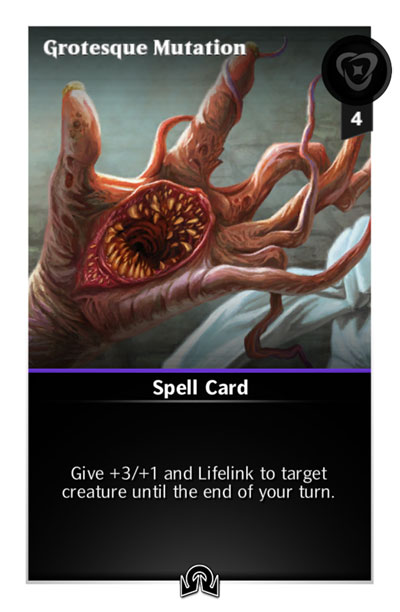 Grotesque Mutation
4
Spell Card
Give +3/+1 and Lifelink to target
creature until the end of your turn.